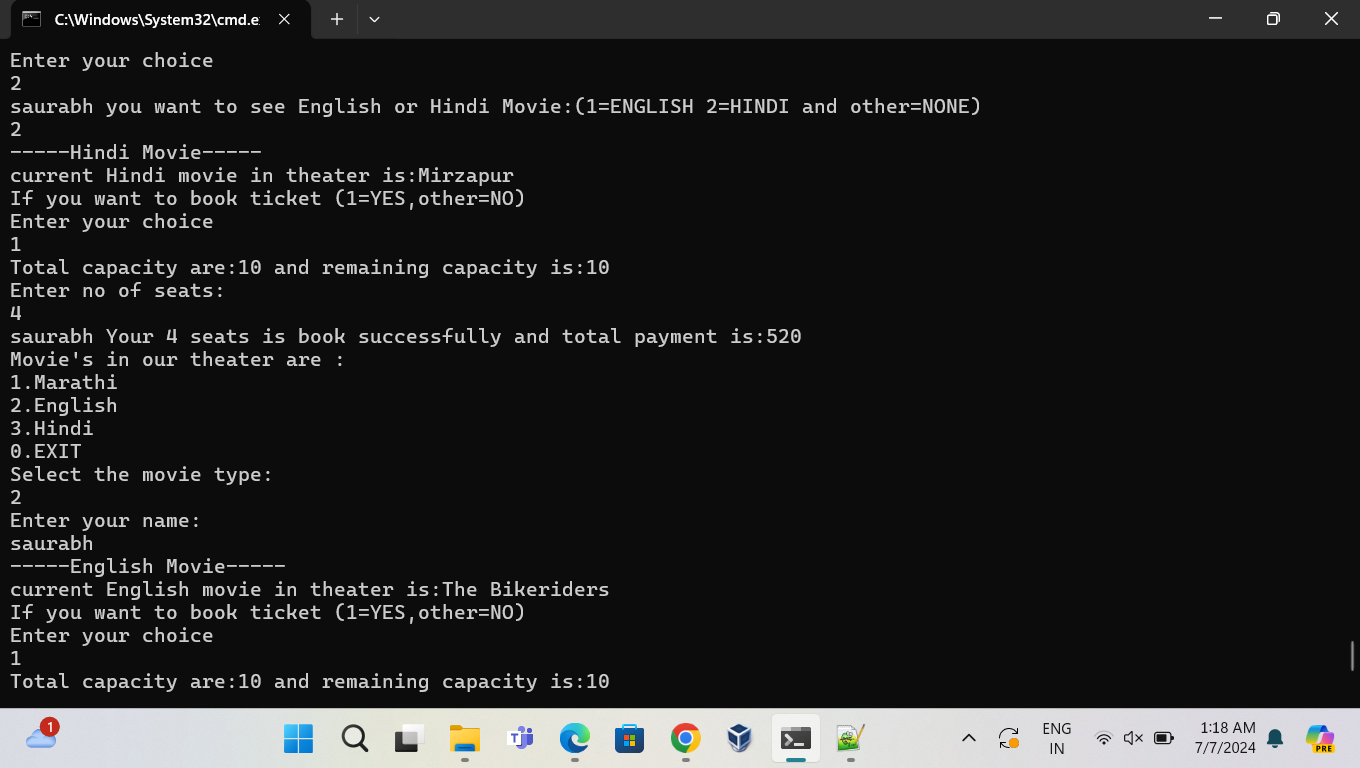 C:\Windows\System32\cmd.e
Enter your choice
2
saurabh you want to see English or Hindi Movie:(1=ENGLISH 2=HINDI and other=NONE)
2
-----Hindi Movie-----
current Hindi movie in theater is:Mirzapur
If you want to book ticket (1=YES,other=NO)
Enter your choice
1
Total capacity are:10 and remaining capacity is:10
Enter no of seats:
4
saurabh Your 4 seats is book successfully and total payment is:520
Movie's in our theater are :
1.Marathi
2.English
3.Hindi
0.EXIT
Select the movie type:
2
Enter your name:
saurabh
-----English Movie-----
current English movie in theater is:The Bikeriders
If you want to book ticket (1=YES,other=NO)
Enter your choice
1
Total capacity are:10 and remaining capacity is:10
1
ENG
IN
1:18 AM
7/7/2024
PRE